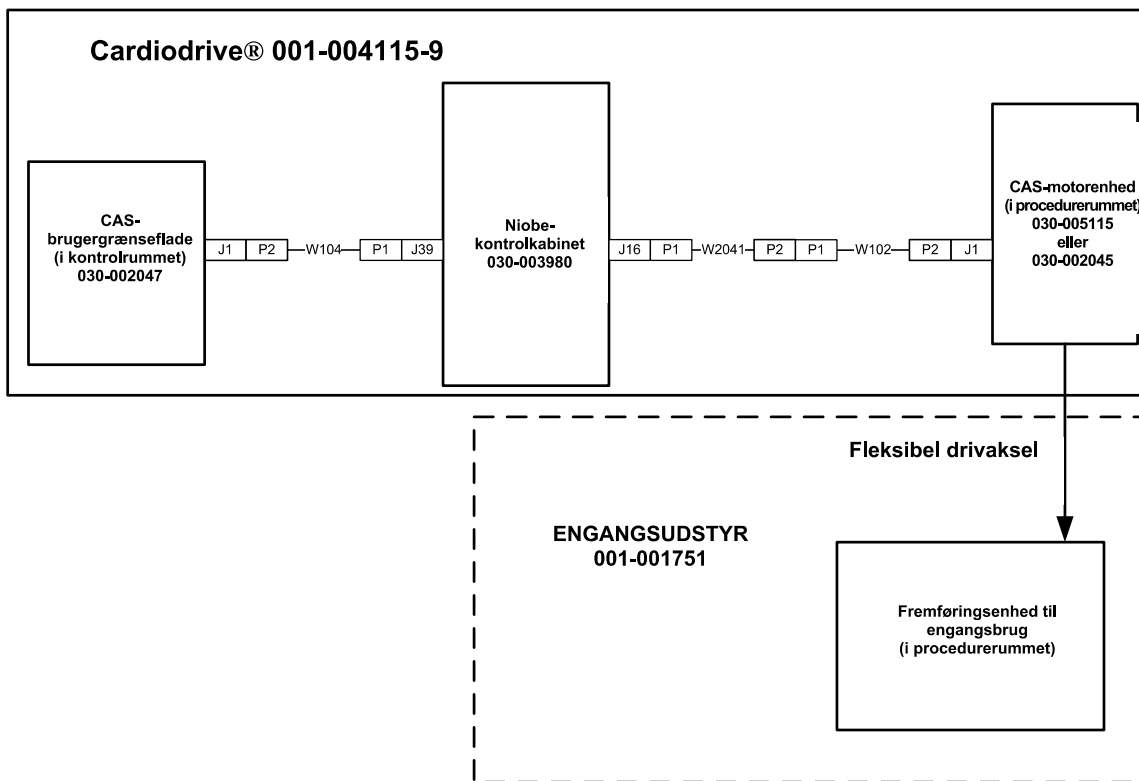 Cardiodrive® 001-004115-9
CAS-
brugergrænseflade
(i kontrolrummet)
030-002047
J1 P2 W104 P1 J39
Niobe-
kontrolkabinet
030-003980
J16 P1 W2041 P2 P1 W102 P2 J1
CAS-motorenhed
(i procedurerummet)
030-005115
eller
030-002045
Fleksibel drivaksel
ENGANGSUDSTYR
001-001751
Fremføringsenhed til
engangsbrug
(i procedurerummet)